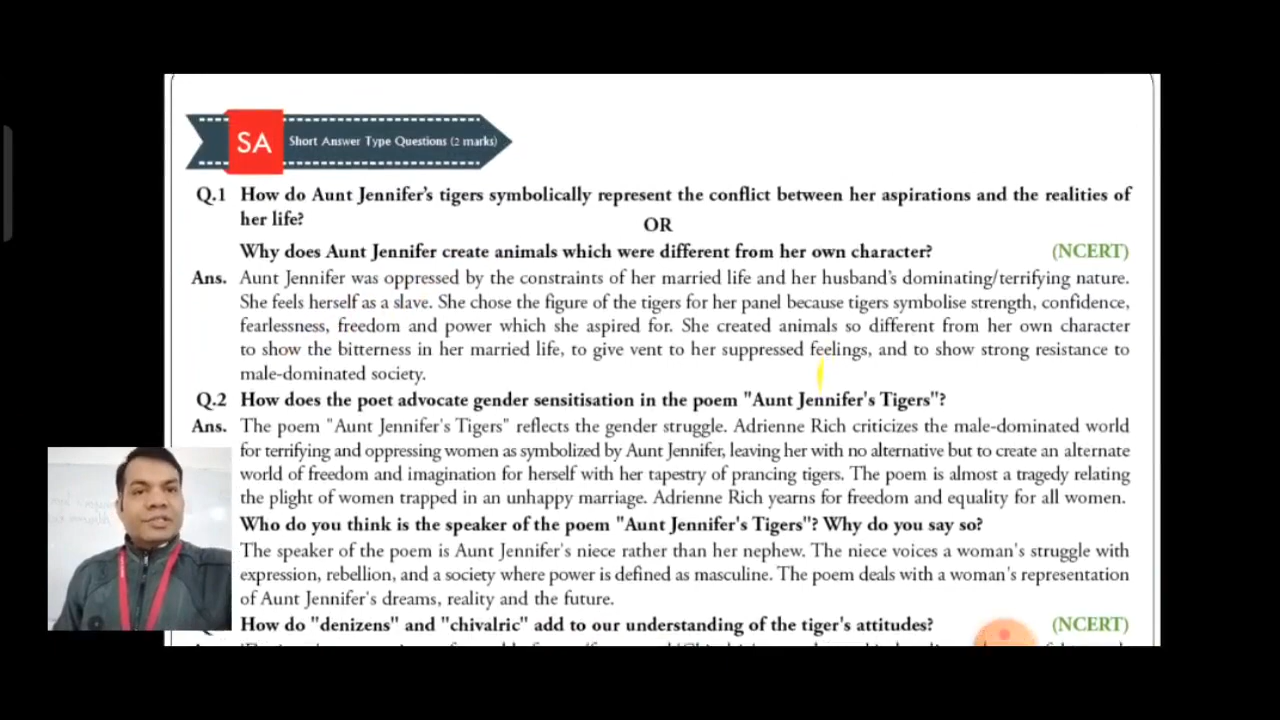 SA Short Answer Type Questions (2 marks)
Q.1 How do Aunt Jennifer's tigers symbolically represent the conflict between her aspirations and the realities of
her life?
OR
Why does Aunt Jennifer create animals which were different from her own character? (NCERT)
Ans. Aunt Jennifer was oppressed by the constraints of her married life and her husband's dominating/terrifying nature.
She feels herself as a slave. She chose the figure of the tigers for her panel because tigers symbolise strength, confidence,
fearlessness, freedom and power which she aspired for. She created animals so different from her own character
to show the bitterness in her married life, to give vent to her suppressed feelings, and to show strong resistance to
male-dominated society.
Q.2 How does the poet advocate gender sensitisation in the poem "Aunt Jennifer's Tigers"?
Ans. The poem "Aunt Jennifer's Tigers" reflects the gender struggle. Adrienne Rich criticizes the male-dominated world
for terrifying and oppressing women as symbolized by Aunt Jennifer, leaving her with no alternative but to create an alternate
world of freedom and imagination for herself with her tapestry of prancing tigers. The poem is almost a tragedy relating
the plight of women trapped in an unhappy marriage. Adrienne Rich yearns for freedom and equality for all women.
Who do you think is the speaker of the poem "Aunt Jennifer's Tigers"? Why do you say so?
The speaker of the poem is Aunt Jennifer's niece rather than her nephew. The niece voices a woman's struggle with
expression, rebellion, and a society where power is defined as masculine. The poem deals with a woman's representation
of Aunt Jennifer's dreams, reality and the future.
How do "denizens" and "chivalric" add to our understanding of the tiger's attitudes? (NCERT)